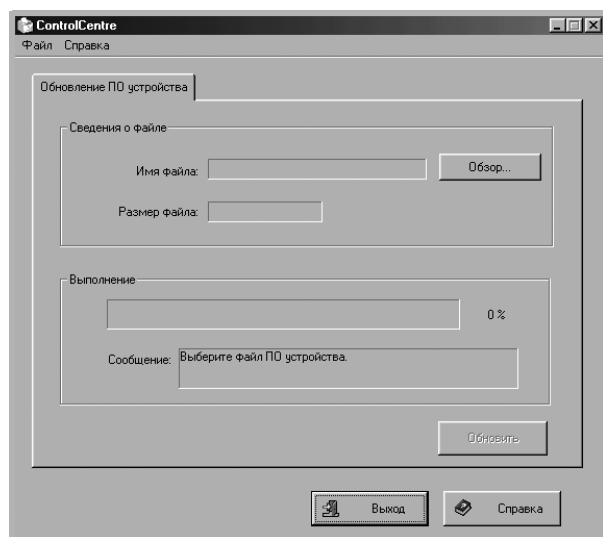 ControlCentre
Файл Справка
Обновление ПО устройства
Сведения о файле
Имя файла: Обзор...
Размер файла:
Выполнение
0 %
Сообщение: Выберите файл ПО устройства.
Обновить
Выход Справка